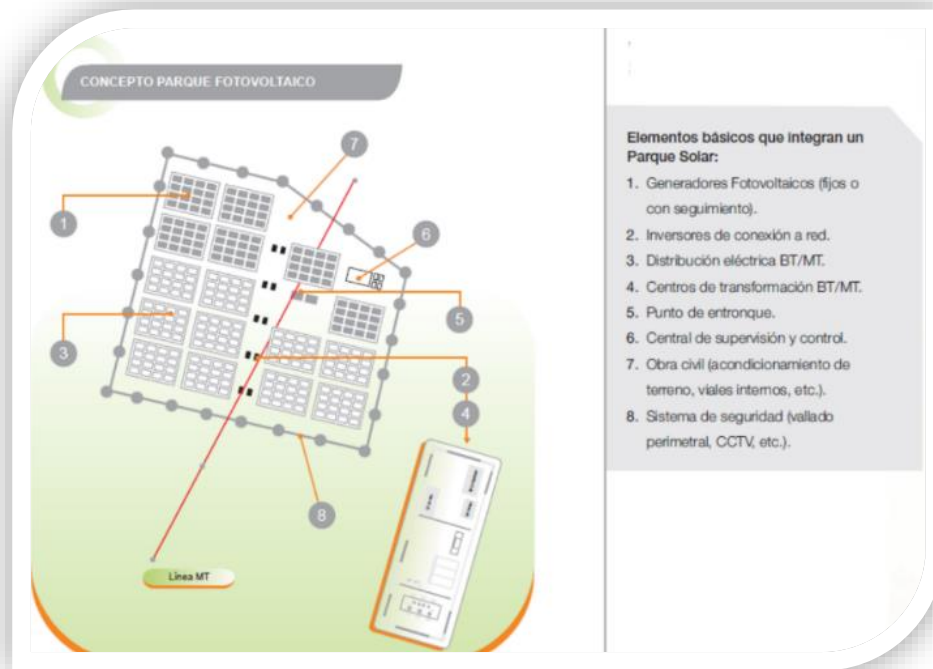 CONCEPTO PARQUE FOTOVOLTAICO
7
1
6
5
3
2
4
8
Línea MT
Elementos básicos que integran un
Parque Solar:
1. Generadores Fotovoltaicos (fijos o
con seguimiento).
2. Inversores de conexión a red.
3. Distribución eléctrica BT/MT.
4. Centros de transformación BT/MT.
5. Punto de entronque.
6. Central de supervisión y control.
7. Obra civil (acondicionamiento de
terreno, viales internos, etc.).
8. Sistema de seguridad (vallado
perimetral, CCTV, etc.).